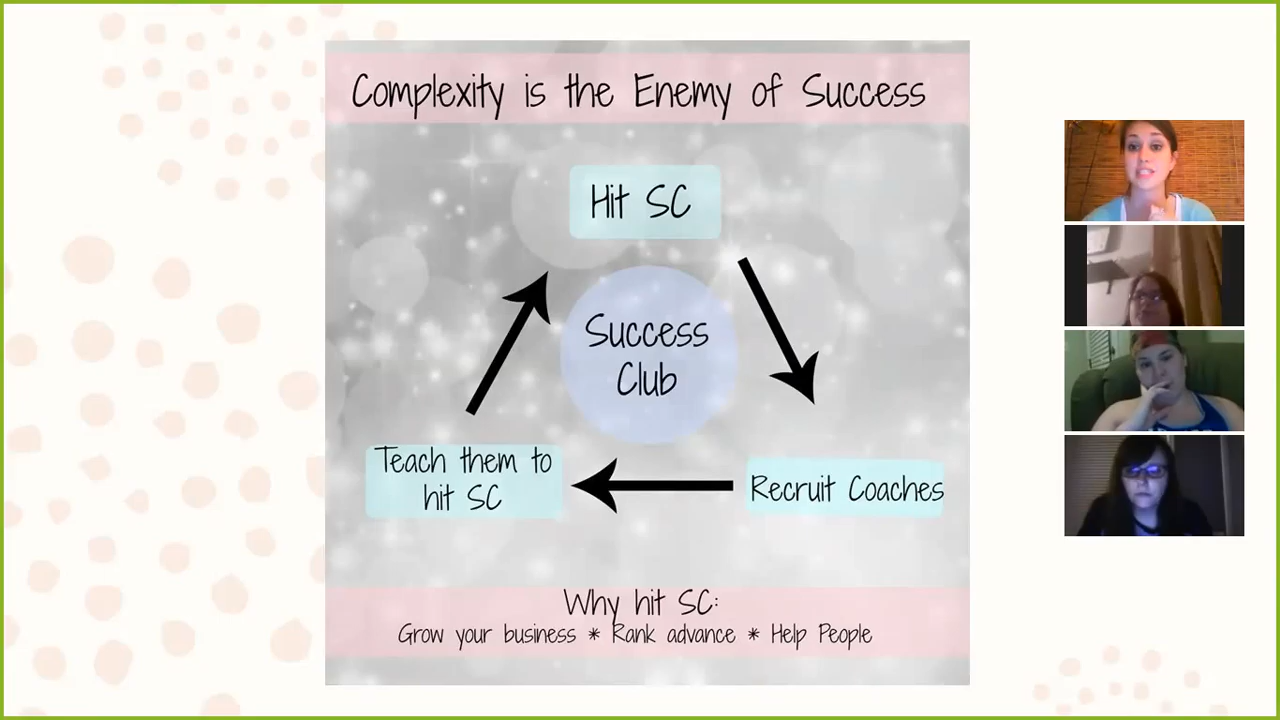 Complexity is the Enemy of Success
Hit SC
Success
Club
Teach them to
hit SC
Recruit Coaches
Why hit SC:
Grow your business * Rank advance * Help People